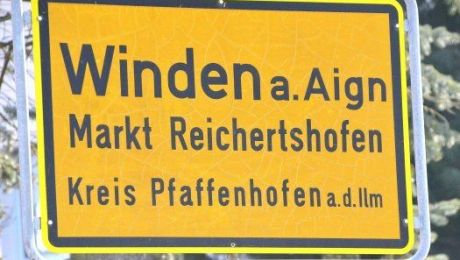 Winden a. Aign
Markt Reichertshofen
Kreis Pfaffenhofen a.d.Ilm